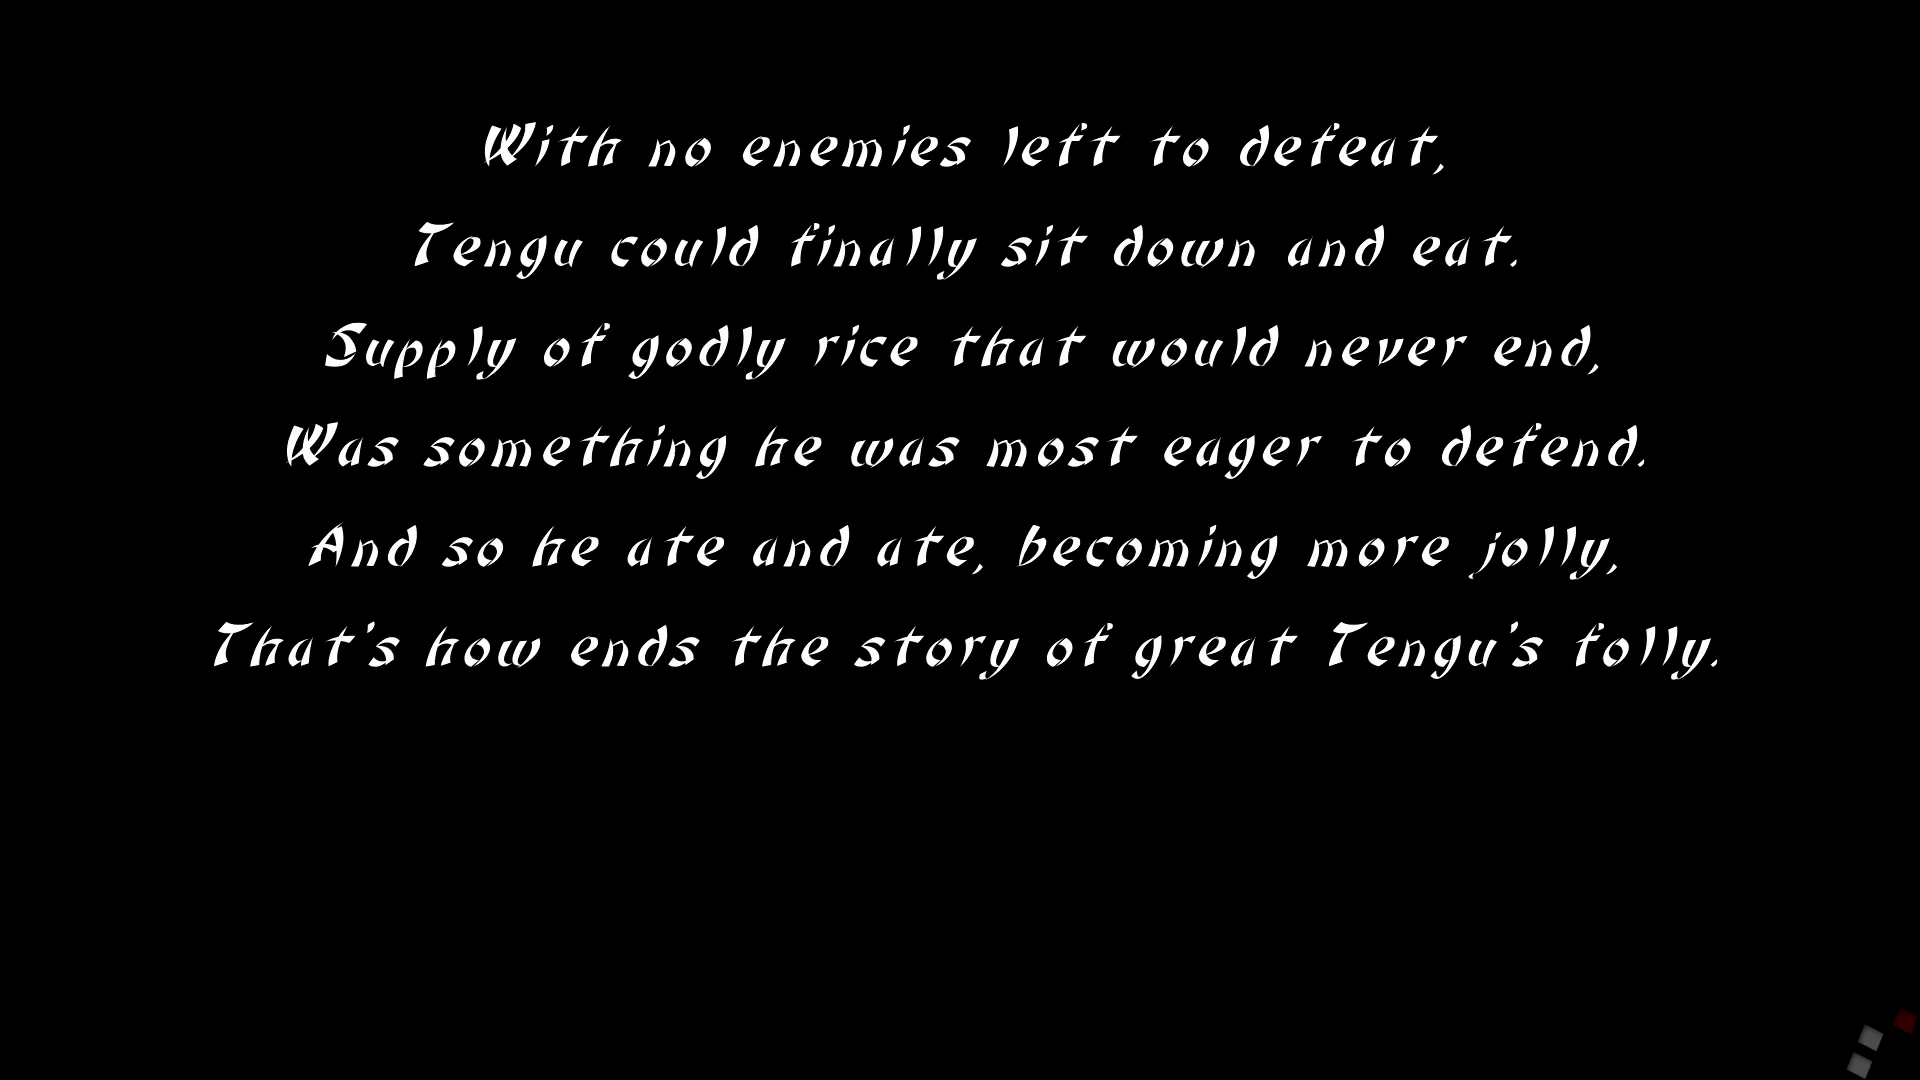 With no enemies left to defeat,
Tengu could finally sit down and eat.
Supply of godly rice that would never end,
Was something he was most eager to defend.
And so he ate and ate, becoming more jolly,
That's how ends the story of great Tengu's folly.